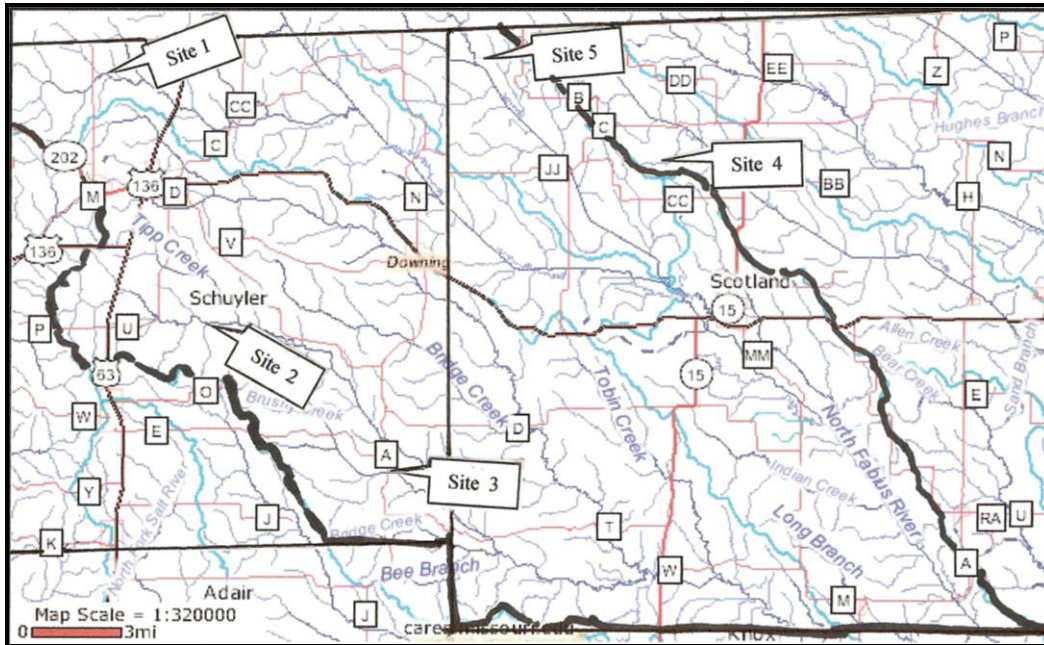 Site 1
Site 5
P
EE
Z
DD
CC
B
C
Hughes Branch
C
202
Site 4
N
JJ
136
M
D
N
BB
H
CC
Tipp Creek
V
136
Downing
Scotland
Schuyler
15
P
U
Allen Creek
Site 2
Bridge Creek
MM
Bear Creek
Sand Branch
63
15
O
Tobin Creek
E
Brushy Creek
W
E
D
North Fabius River
A
Site 3
Indian Creek
Y
North Fork Salt River
J
Long Branch
RA
U
T
Bridge Creek
K
Bee Branch
W
A
Adair
M
J
Map Scale = 1:320000
0 3mi
Knox